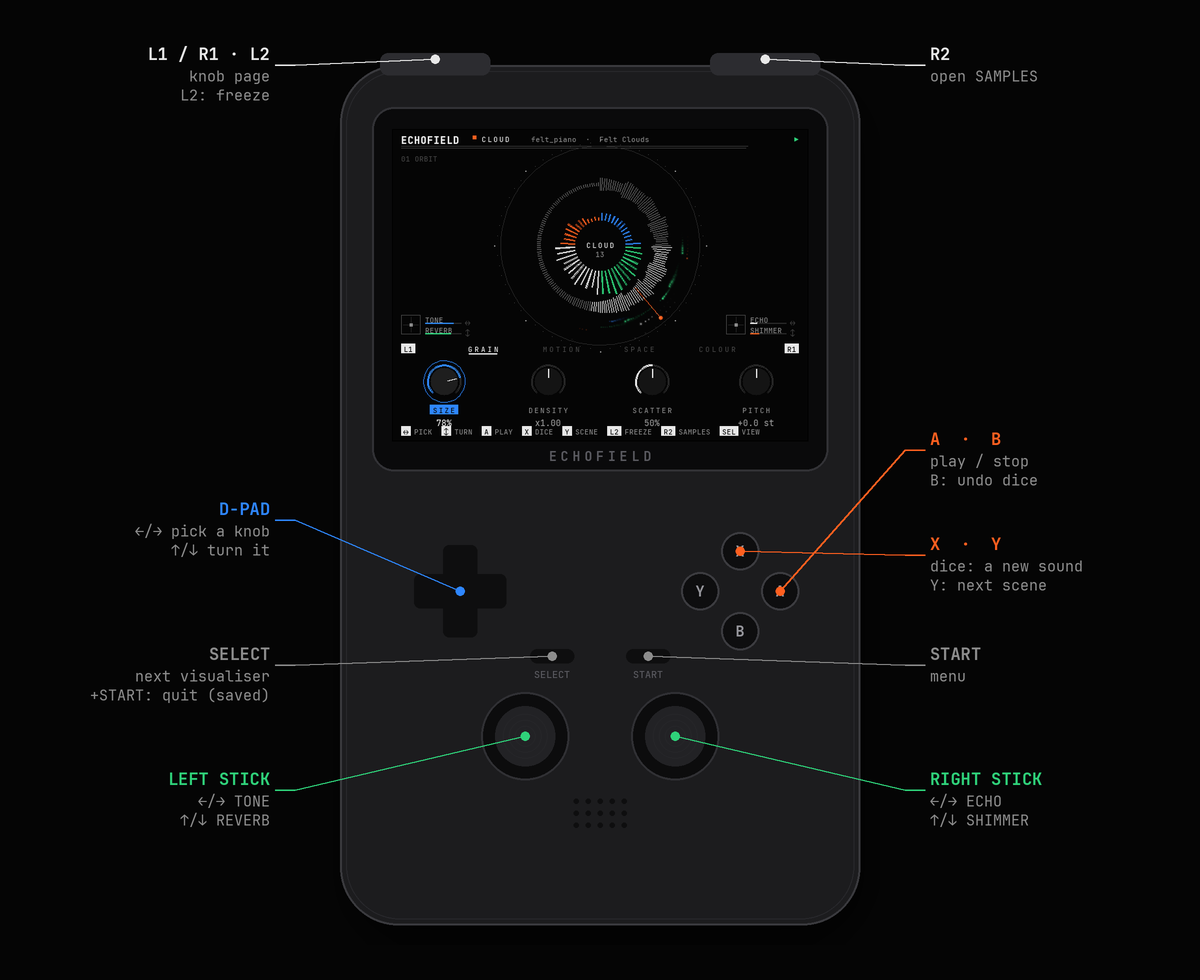 L1 / R1 · L2
knob page
L2: freeze
R2
open SAMPLES
ECHOFIELD CLOUD felt_piano · Felt Clouds
01 ORBIT
CLOUD
13
TONE
REVERB
ECHO
SHIMMER
L1 GRAIN MOTION SPACE COLOUR R1
SIZE DENSITY SCATTER PITCH
78% x1.00 50% +0.0 st
↔ PICK ↕ TURN A PLAY X DICE Y SCENE L2 FREEZE R2 SAMPLES SEL VIEW
ECHOFIELD
A · B
play / stop
B: undo dice
D-PAD
←/→ pick a knob
↑/↓ turn it
X · Y
dice: a new sound
Y: next scene
Y
B
SELECT
next visualiser
+START: quit (saved)
START
menu
SELECT
START
LEFT STICK
←/→ TONE
↑/↓ REVERB
RIGHT STICK
←/→ ECHO
↑/↓ SHIMMER